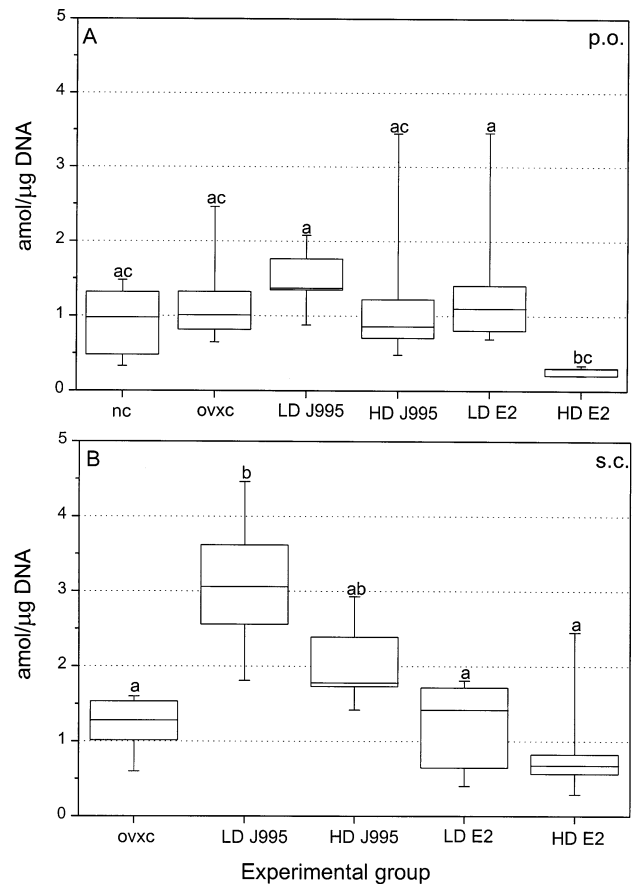 A p.o.
5
4
3
2
1
0
amol/μg DNA
ac ac a ac a bc
nc ovxc LD J995 HD J995 LD E2 HD E2
B s.c.
5
4
3
2
1
0
amol/μg DNA
a b ab a a
ovxc LD J995 HD J995 LD E2 HD E2
Experimental group